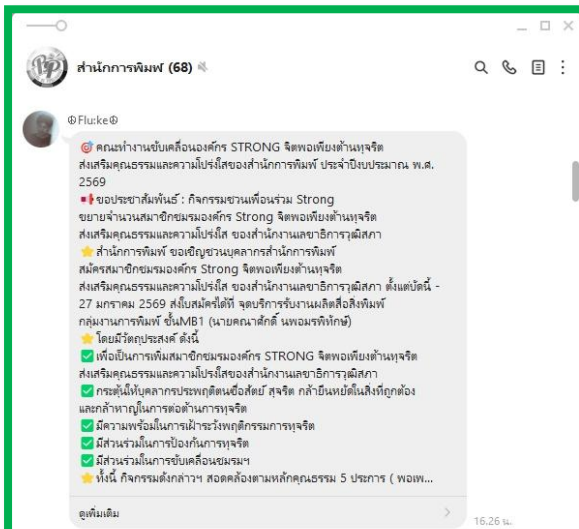 สำนักการพิมพ์ (68)
☮Flu:ke☮
🎯 คณะทำงานขับเคลื่อนองค์กร STRONG จิตพอเพียงต้านทุจริต
ส่งเสริมคุณธรรมและความโปร่งใสของสำนักการพิมพ์ ประจำปีงบประมาณ พ.ศ.
2569
📢 ขอประชาสัมพันธ์ : กิจกรรมชวนเพื่อนร่วม Strong
ขยายจำนวนสมาชิกชมรมองค์กร Strong จิตพอเพียงต้านทุจริต
ส่งเสริมคุณธรรมและความโปร่งใส ของสำนักงานเลขาธิการวุฒิสภา
⭐ สำนักการพิมพ์ ขอเชิญชวนบุคลากรสำนักการพิมพ์
สมัครสมาชิกชมรมองค์กร Strong จิตพอเพียงต้านทุจริต
ส่งเสริมคุณธรรมและความโปร่งใส ของสำนักงานเลขาธิการวุฒิสภา ตั้งแต่บัดนี้ -
27 มกราคม 2569 ส่งใบสมัครได้ที่ จุดบริการรับงานผลิตสื่อสิ่งพิมพ์
กลุ่มงานการพิมพ์ ชั้นMB1 (นายคณาศักดิ์ นพอมรพิทักษ์)
⭐ โดยมีวัตถุประสงค์ ดังนี้
✅ เพื่อเป็นการเพิ่มสมาชิกชมรมองค์กร STRONG จิตพอเพียงต้านทุจริต
ส่งเสริมคุณธรรมและความโปร่งใสของสำนักงานเลขาธิการวุฒิสภา
✅ กระตุ้นให้บุคลากรประพฤติตนซื่อสัตย์ สุจริต กล้ายืนหยัดในสิ่งที่ถูกต้อง
และกล้าหาญในการต่อต้านการทุจริต
✅ มีความพร้อมในการเฝ้าระวังพฤติกรรมการทุจริต
✅ มีส่วนร่วมในการป้องกันการทุจริต
✅ มีส่วนร่วมในการขับเคลื่อนชมรมฯ
⭐ ทั้งนี้ กิจกรรมดังกล่าวฯ สอดคล้องตามหลักคุณธรรม 5 ประการ ( พอเพ...
ดูเพิ่มเติม
16.26 น.